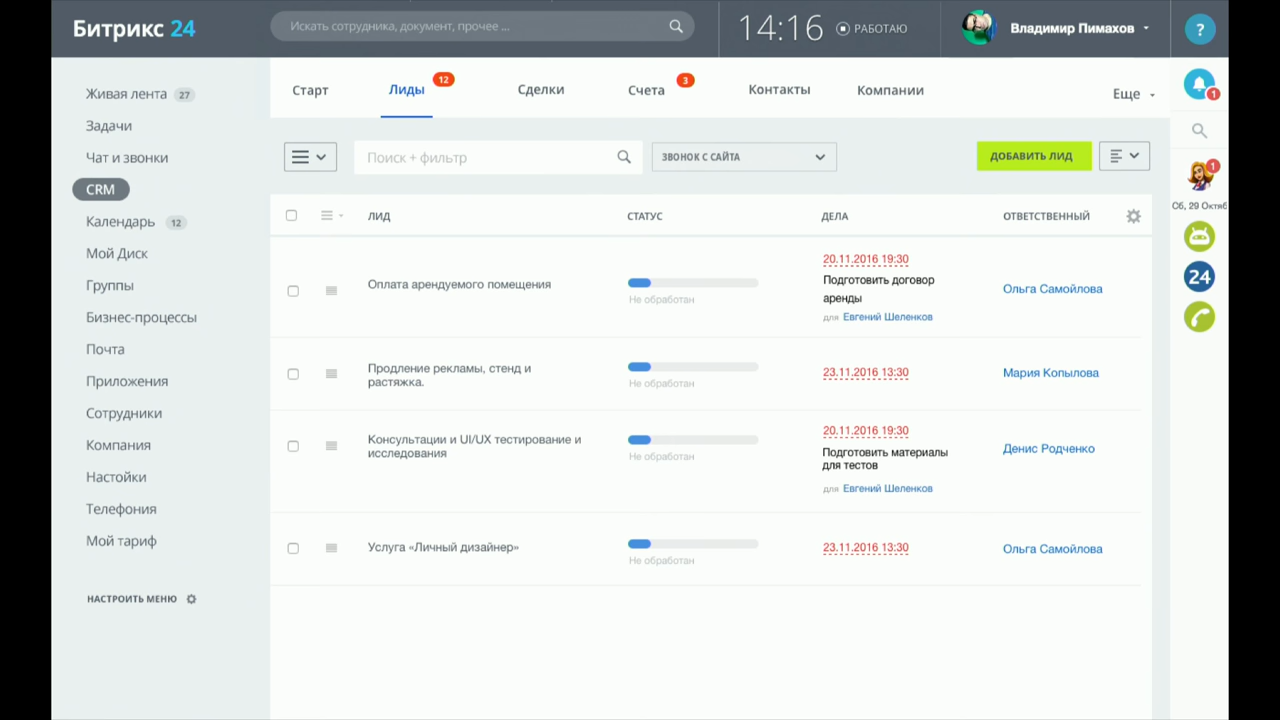 Битрикс 24
Искать сотрудника, документ, прочее ...
14:16
РАБОТАЮ
Владимир Пимахов
?
Живая лента 27
Задачи
Чат и звонки
CRM
Календарь 12
Мой Диск
Группы
Бизнес-процессы
Почта
Приложения
Сотрудники
Компания
Настойки
Телефония
Мой тариф
НАСТРОИТЬ МЕНЮ
Старт
Лиды 12
Сделки
Счета 3
Контакты
Компании
Еще
Поиск + фильтр
ЗВОНОК С САЙТА
ДОБАВИТЬ ЛИД
ЛИД
СТАТУС
ДЕЛА
ОТВЕТСТВЕННЫЙ
Оплата арендуемого помещения
Не обработан
20.11.2016 19:30
Подготовить договор
аренды
для Евгений Шеленков
Ольга Самойлова
Продление рекламы, стенд и
растяжка.
Не обработан
23.11.2016 13:30
Мария Копылова
Консультации и UI/UX тестирование и
исследования
Не обработан
20.11.2016 19:30
Подготовить материалы
для тестов
для Евгений Шеленков
Денис Родченко
Услуга «Личный дизайнер»
Не обработан
23.11.2016 13:30
Ольга Самойлова
1
1
Сб, 29 Октяб
24